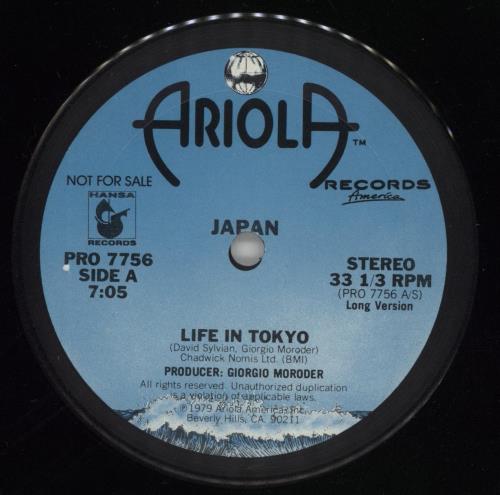 ARIOLA™
NOT FOR SALE
RECORDS
America
HANSA
RECORDS
JAPAN
PRO 7756
SIDE A
7:05
STEREO
33 1/3 RPM
(PRO 7756 A/S)
Long Version
LIFE IN TOKYO
(David Sylvian, Giorgio Moroder)
Chadwick Nomis Ltd. (BMI)
PRODUCER: GIORGIO MORODER
All rights reserved. Unauthorized duplication
is a violation of applicable laws.
©1979 Ariola America, Inc.
Beverly Hills, CA. 90211